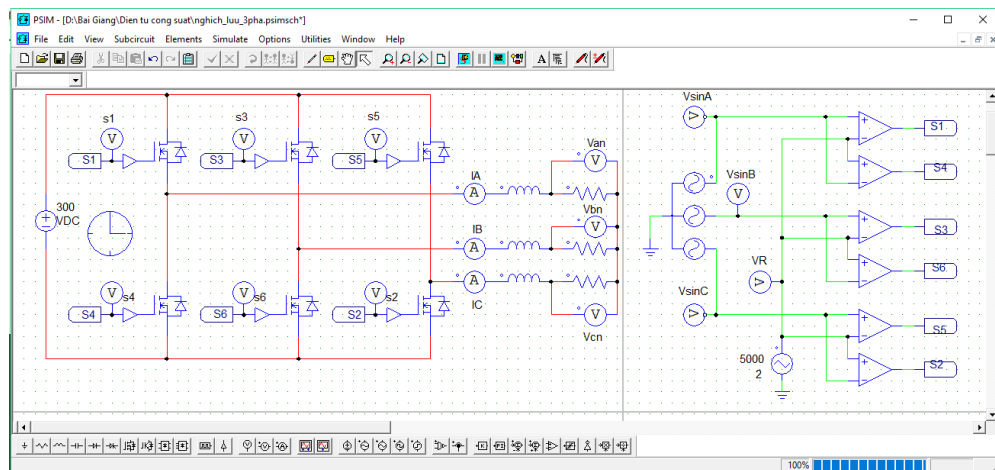 PSIM - [D:\Bai Giang\Dien tu cong suat\nghich_luu_3pha.psimsch*]
File Edit View Subcircuit Elements Simulate Options Utilities Window Help
VsinA
s1 s3 s5
V V V
S1 S3 S5
Van
V
IA
A
300
VDC
Vbn
V
IB
A
A
IC
V
Vcn
s4 s6 s2
V V V
S4 S6 S2
V
VsinB
V
VR
V
VsinC
V
5000
2
S1
S4
S3
S6
S5
S2
100%